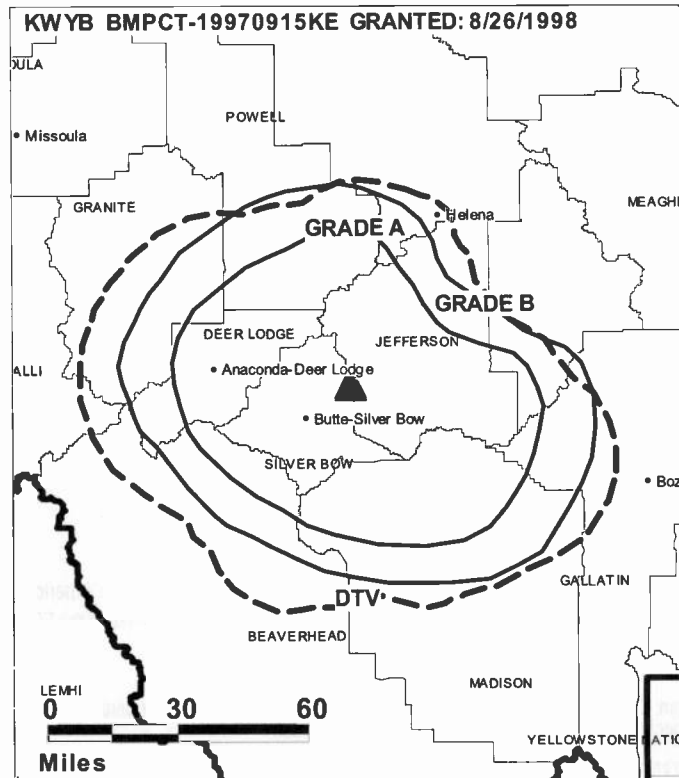 KWYB BMPCT-19970915KE GRANTED: 8/26/1998
OULA
POWELL
Missoula
GRANITE
MEAGH
Helena
GRADE A
GRADE B
DEER LODGE
JEFFERSON
ALLI
Anaconda-Deer Lodge
Butte-Silver Bow
SILVER BOW
Boz
GALLATIN
DTV
BEAVERHEAD
LEMHI
MADISON
0 30 60
YELLOWSTONE NATIO
Miles